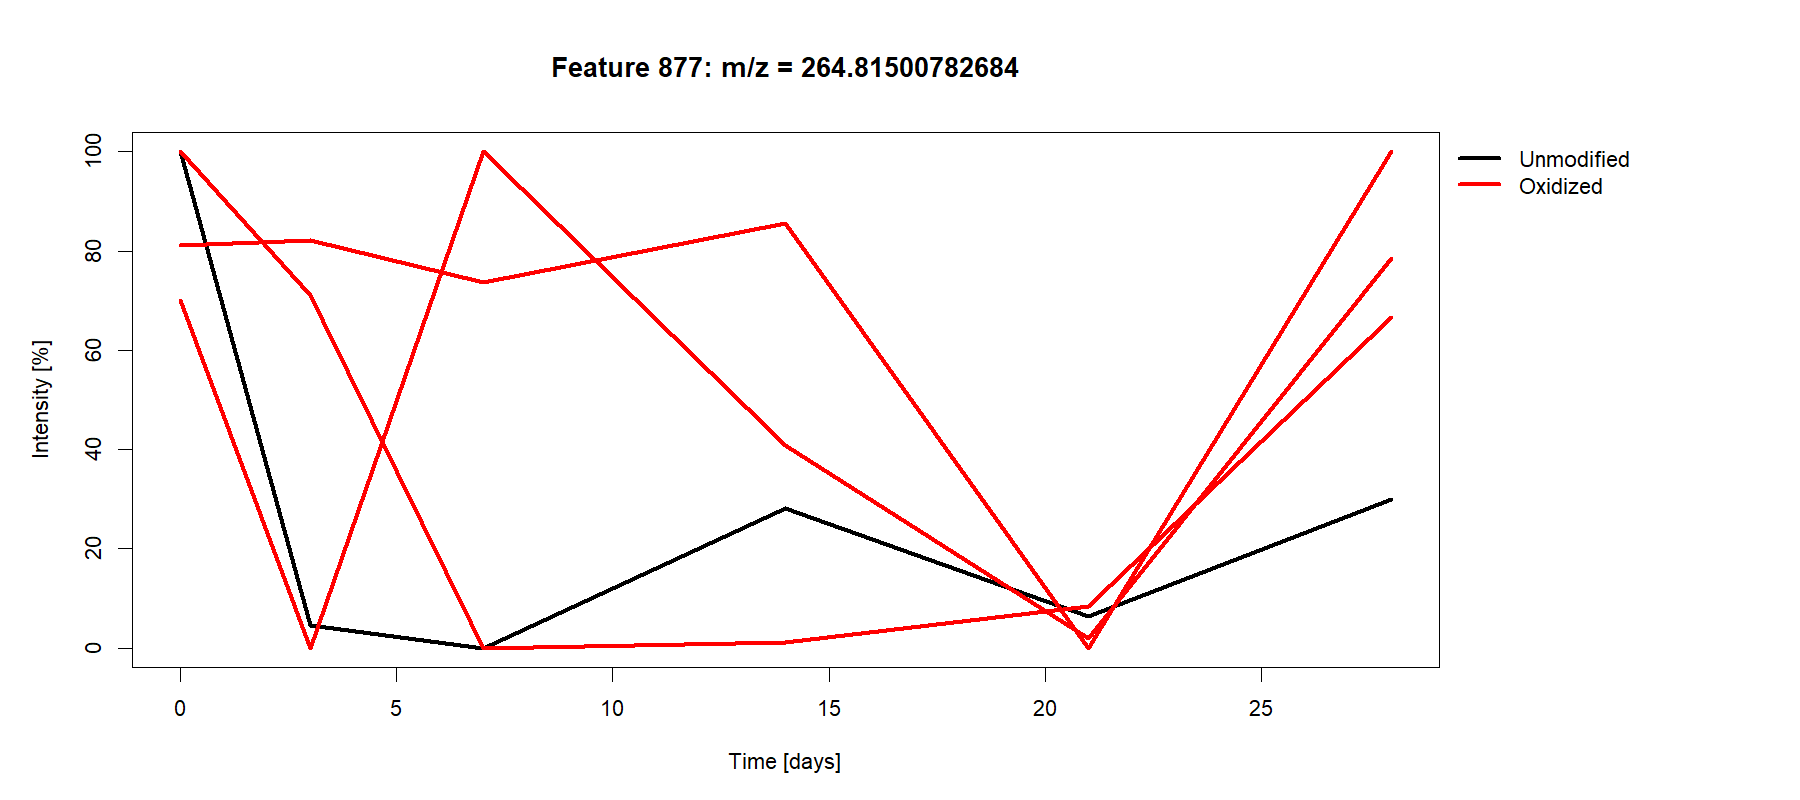 Feature 877: m/z = 264.81500782684
Unmodified
Oxidized
Intensity [%]
100
80
60
40
20
0
0 5 10 15 20 25
Time [days]